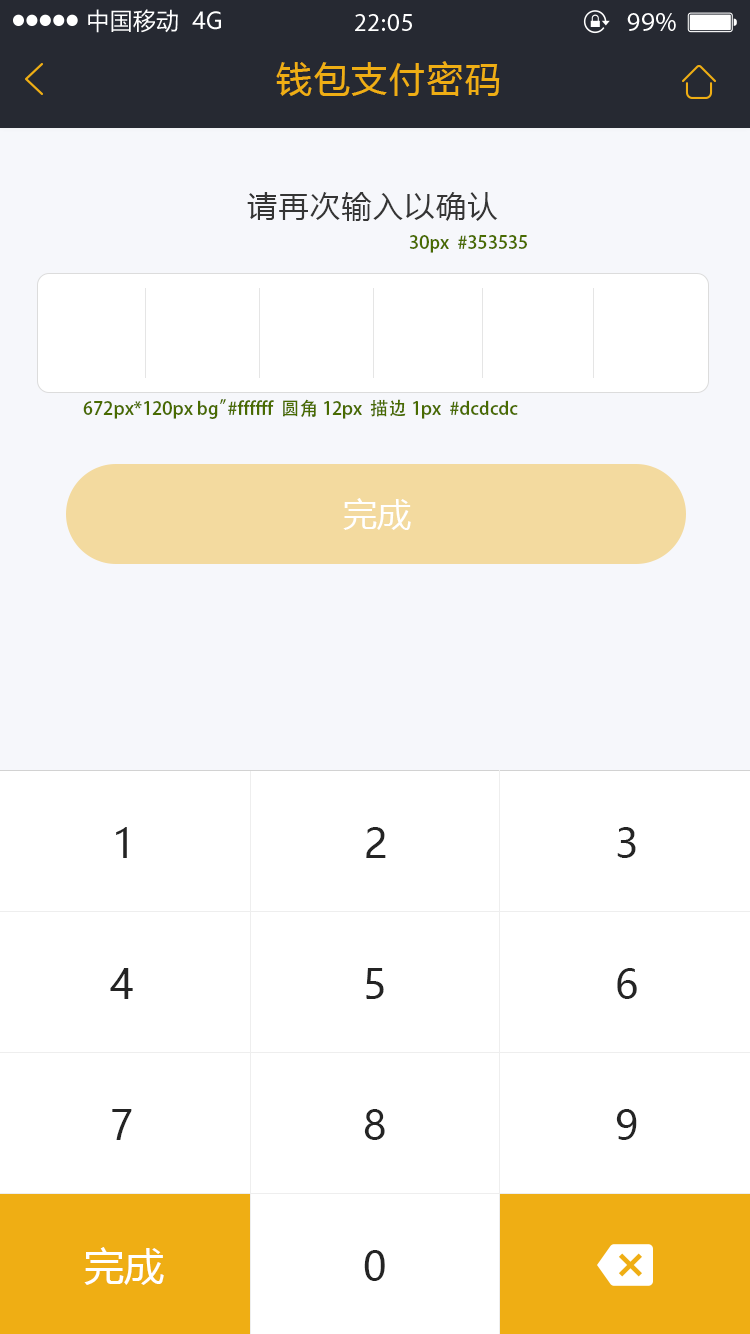 中国移动 4G 22:05 99%
钱包支付密码
请再次输入以确认
30px #353535
672px*120px bg"#ffffff 圆角 12px 描边 1px #dcdcdc
完成
1 2 3
4 5 6
7 8 9
完成 0